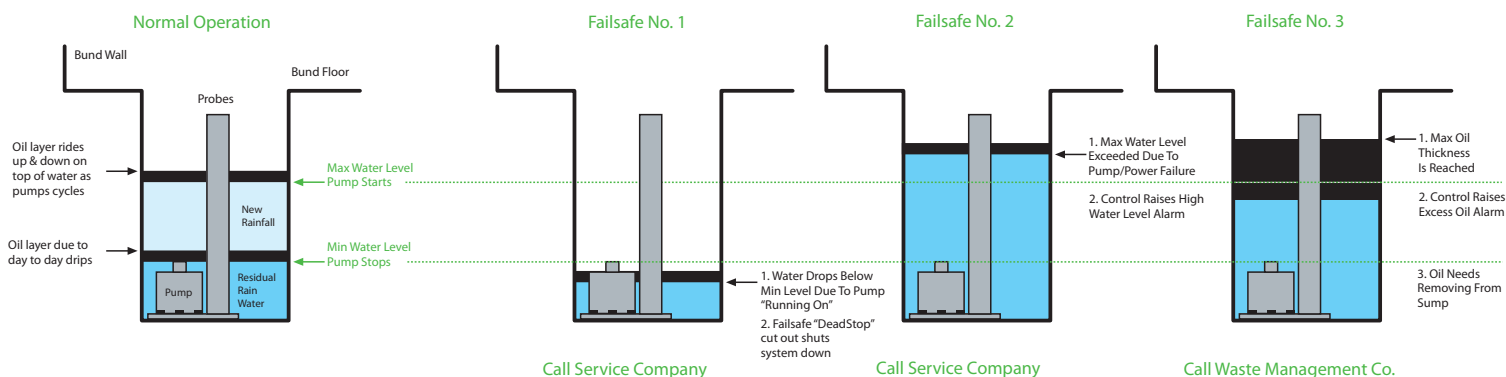 Normal Operation
Bund Wall
Bund Floor
Probes
Oil layer rides
up & down on
top of water as
pumps cycles
Max Water Level
Pump Starts
New
Rainfall
Oil layer due to
day to day drips
Min Water Level
Pump Stops
Pump
Residual
Rain
Water
Failsafe No. 1
1. Water Drops Below
Min Level Due To Pump
“Running On”
2. Failsafe “DeadStop”
cut out shuts
system down
Call Service Company
Failsafe No. 2
1. Max Water Level
Exceeded Due To
Pump/Power Failure
2. Control Raises High
Water Level Alarm
Call Service Company
Failsafe No. 3
1. Max Oil
Thickness
Is Reached
2. Control Raises
Excess Oil Alarm
3. Oil Needs
Removing From
Sump
Call Waste Management Co.